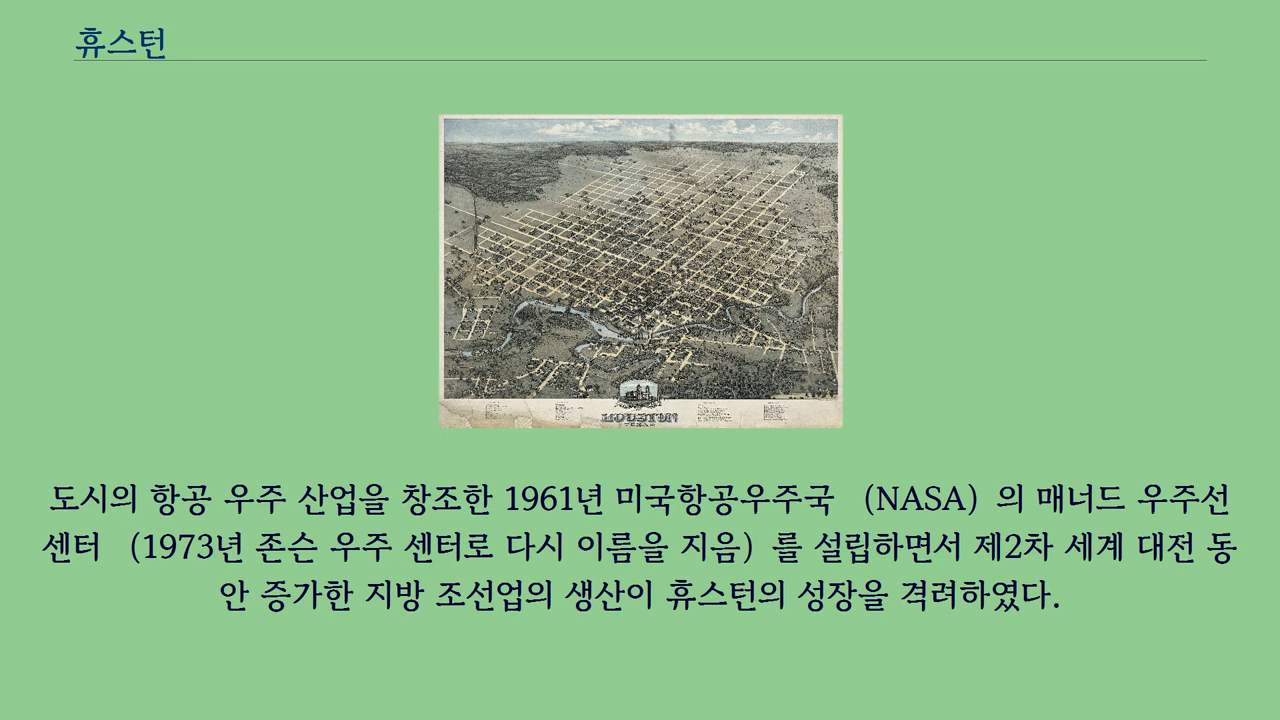 휴스턴
HOUSTON
TEXAS
도시의 항공 우주 산업을 창조한 1961년 미국항공우주국 （NASA）의 매너드 우주선
센터 （1973년 존슨 우주 센터로 다시 이름을 지음）를 설립하면서 제2차 세계 대전 동
안 증가한 지방 조선업의 생산이 휴스턴의 성장을 격려하였다.